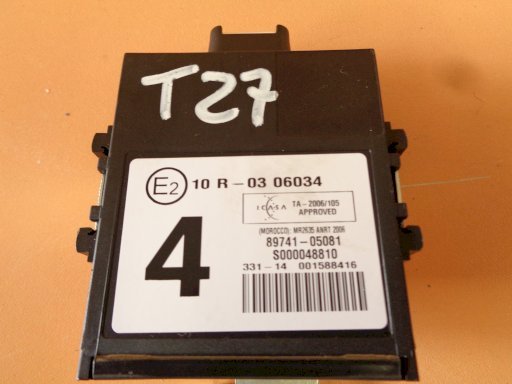 T27
E2 10 R - 03 06034
ICASA TA - 2006/105
APPROVED
(MOROCCO): MR2635 ANRT 2006
4
89741 - 05081
S000048810
331 - 14 001588416